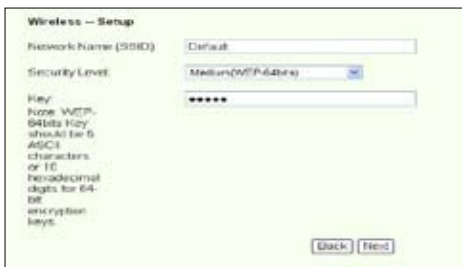 Wireless -- Setup
Network Name (SSID)
Default
Security Level:
Medium(WEP-64bits)
Key:
•••••
Note: WEP-
64bits Key
should be 5
ASCII
characters
or 10
hexadecimal
digits for 64-
bit
encryption
keys.
Back
Next